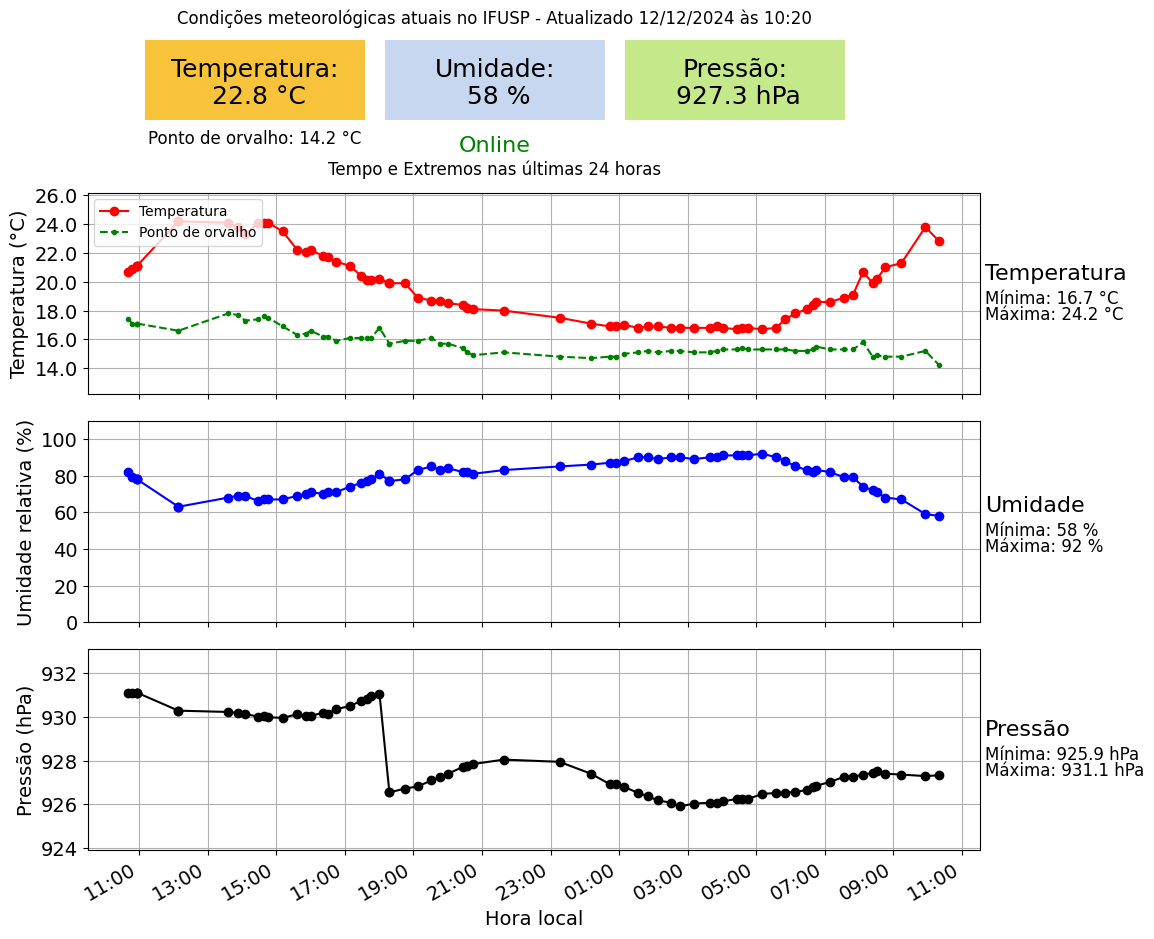 Condições meteorológicas atuais no IFUSP - Atualizado 12/12/2024 às 10:20
Temperatura:
22.8 °C
Umidade:
58 %
Pressão:
927.3 hPa
Ponto de orvalho: 14.2 °C
Online
Tempo e Extremos nas últimas 24 horas
Temperatura (°C)
26.0
24.0
22.0
20.0
18.0
16.0
14.0
Temperatura
Ponto de orvalho
Temperatura
Mínima: 16.7 °C
Máxima: 24.2 °C
Umidade relativa (%)
100
80
60
40
20
0
Umidade
Mínima: 58 %
Máxima: 92 %
Pressão (hPa)
932
930
928
926
924
Pressão
Mínima: 925.9 hPa
Máxima: 931.1 hPa
11:00 13:00 15:00 17:00 19:00 21:00 23:00 01:00 03:00 05:00 07:00 09:00 11:00
Hora local